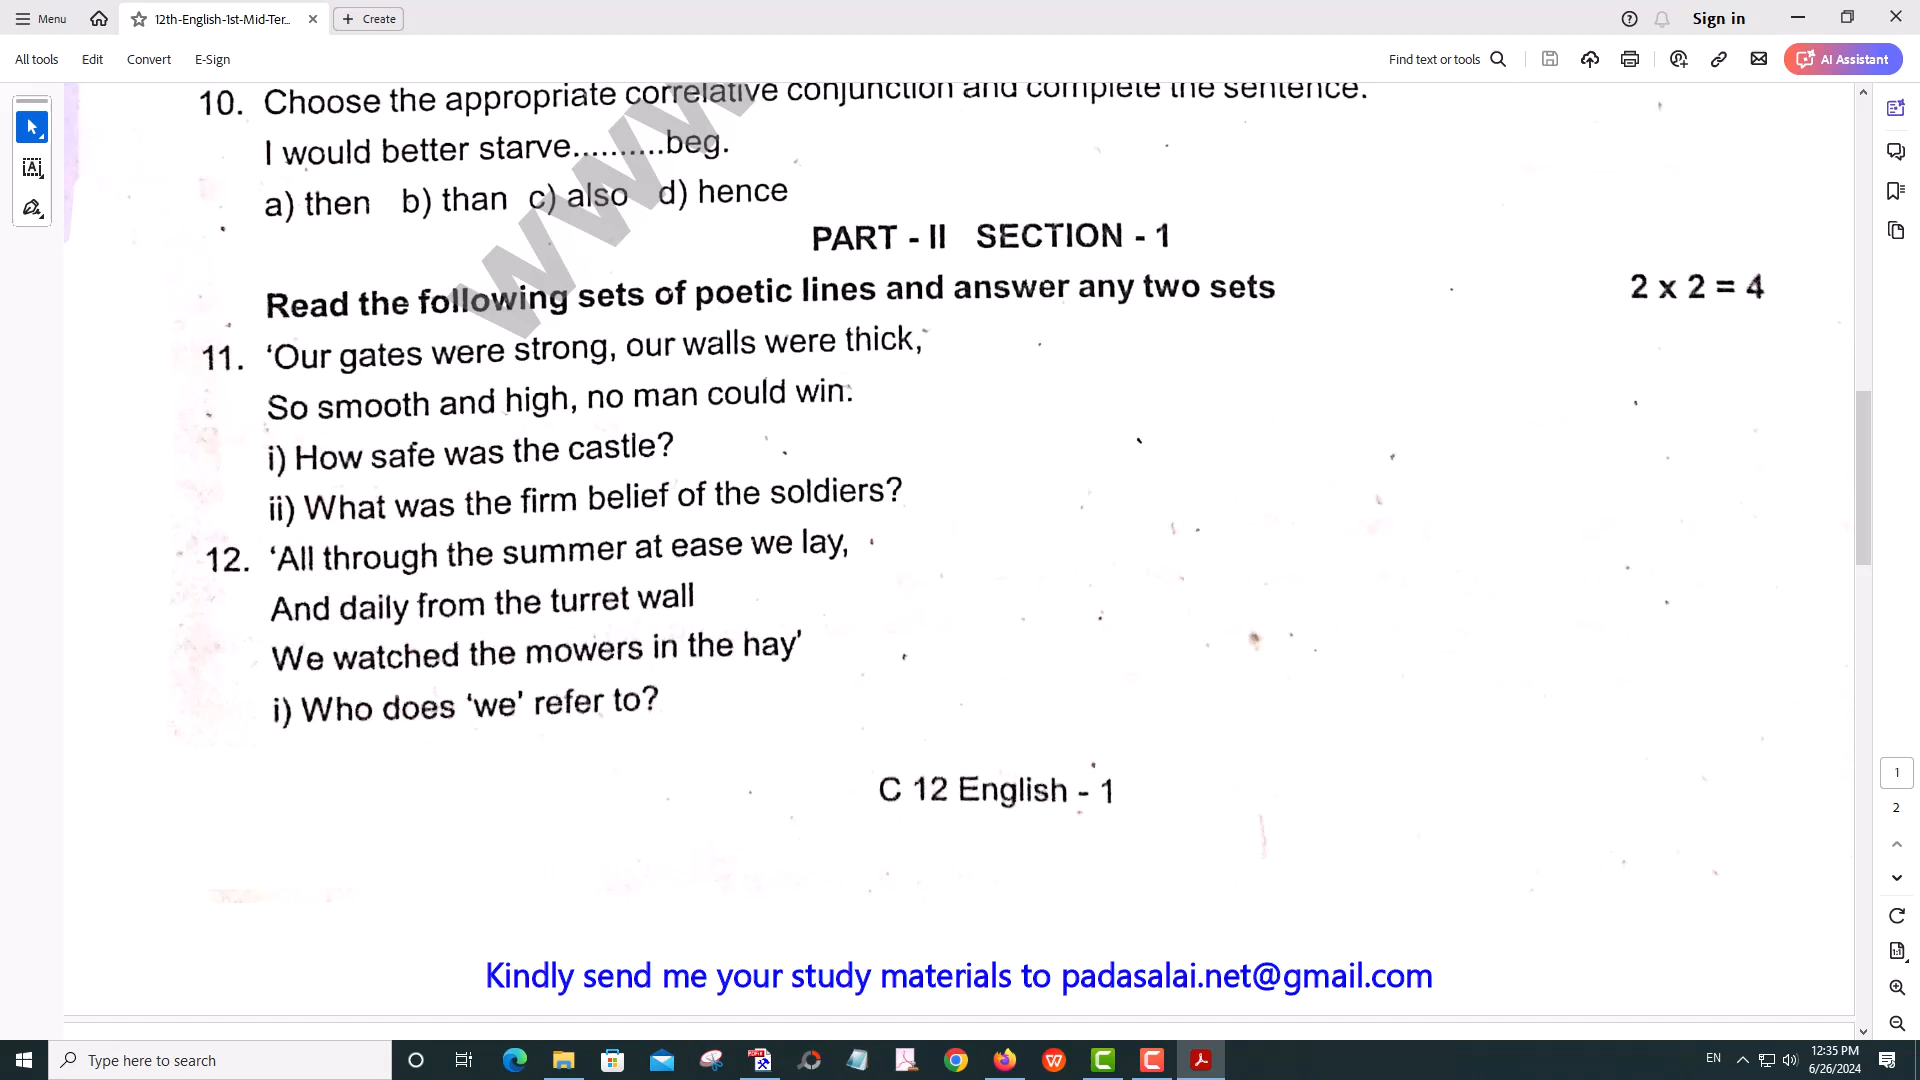 Menu
12th-English-1st-Mid-Ter...
Create
Sign in
All tools
Edit
Convert
E-Sign
Find text or tools
AI Assistant
10. Choose the appropriate correlative conjunction and complete the sentence.
I would better starve..........beg.
a) then b) than c) also d) hence
PART - II SECTION - 1
Read the following sets of poetic lines and answer any two sets 2 x 2 = 4
11. ‘Our gates were strong, our walls were thick,
So smooth and high, no man could win.
i) How safe was the castle?
ii) What was the firm belief of the soldiers?
12. ‘All through the summer at ease we lay,
And daily from the turret wall
We watched the mowers in the hay’
i) Who does ‘we’ refer to?
C 12 English - 1
Kindly send me your study materials to padasalai.net@gmail.com
www
1
2
Type here to search
EN
12:35 PM
6/26/2024